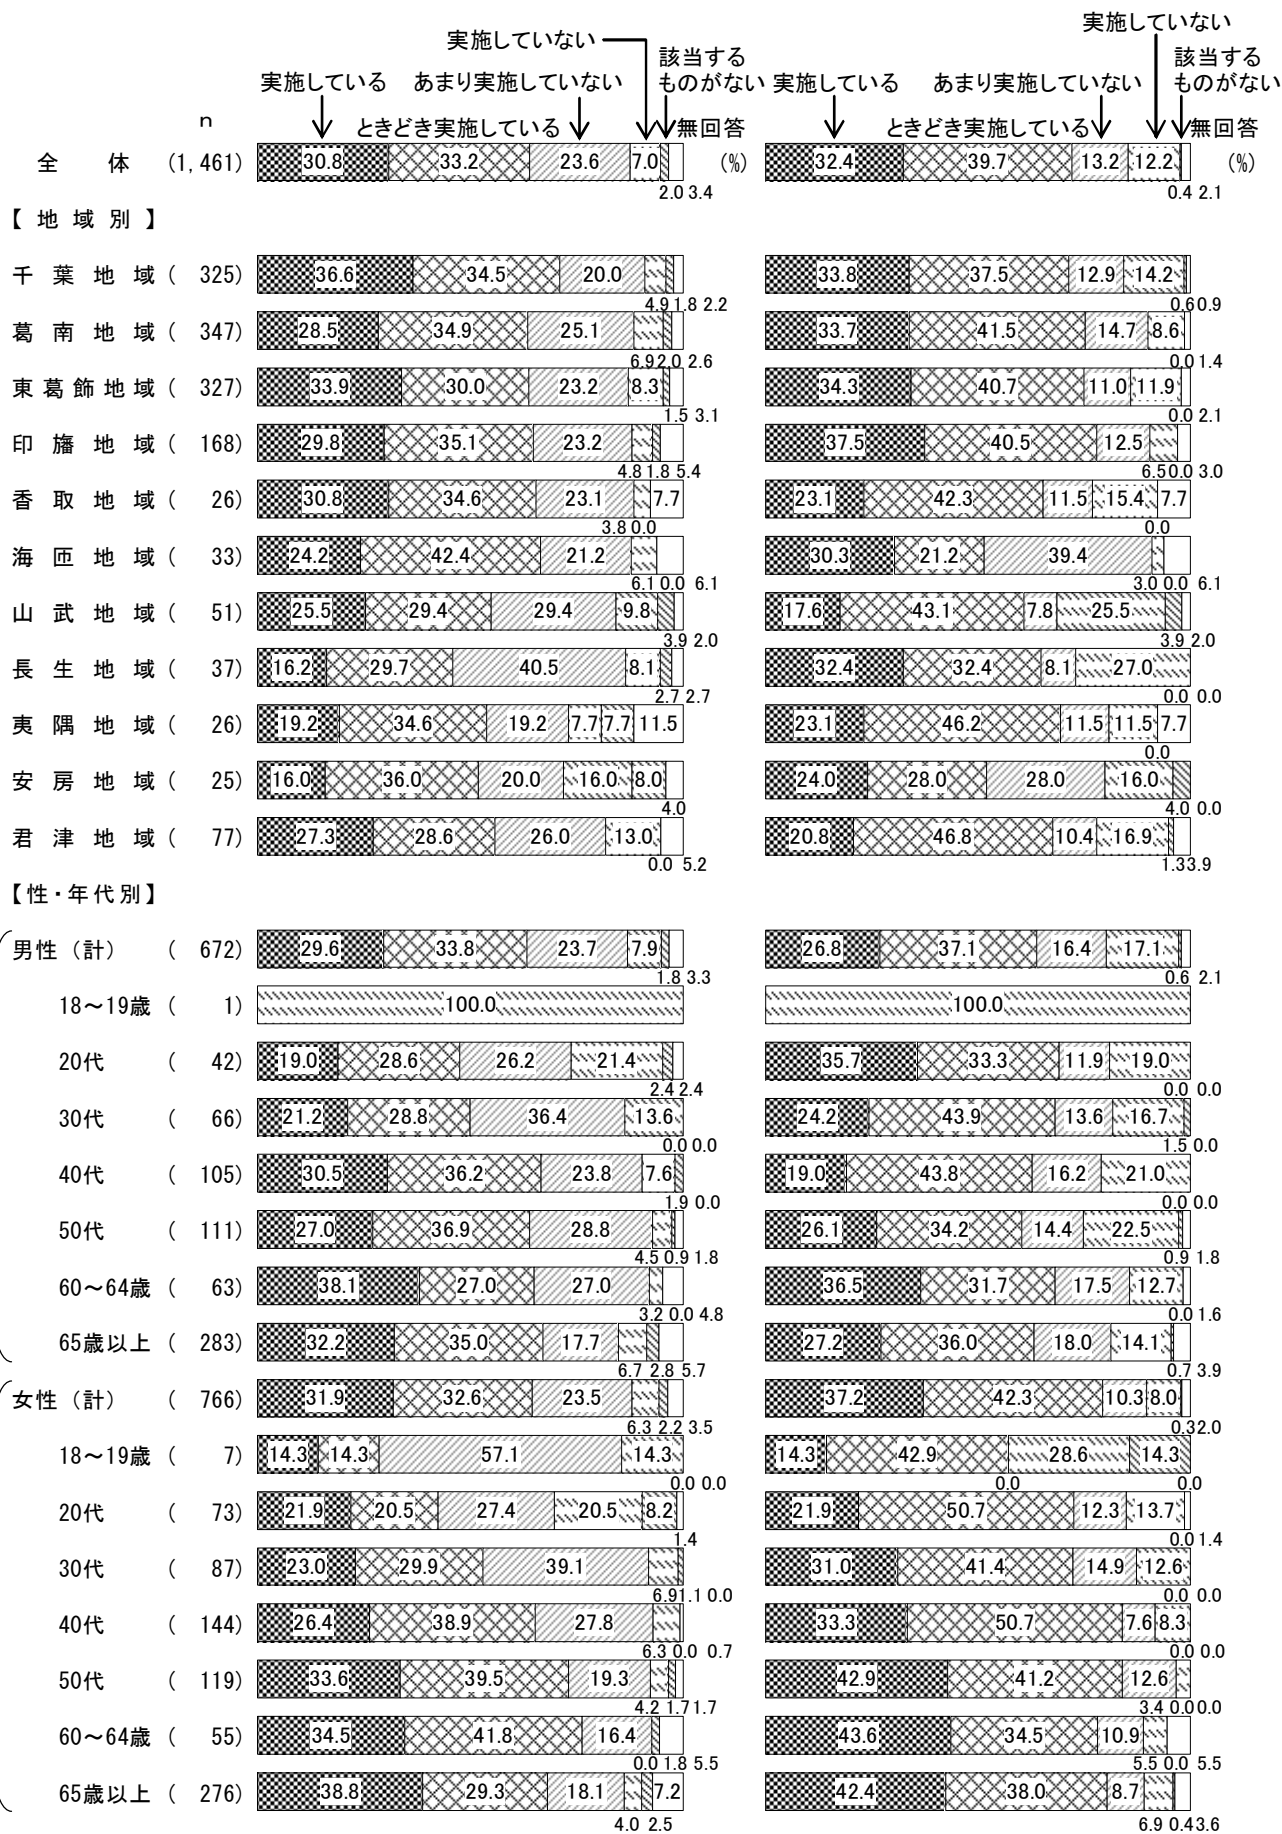 実施していない 実施していない
該当する 該当する
実施している あまり実施していない ものがない 実施している あまり実施していない ものがない
n ときどき実施している 無回答 ときどき実施している 無回答
全 体 (1,461) 30.8 33.2 23.6 7.0 (%) 32.4 39.7 13.2 12.2 (%)
2.0 3.4 0.4 2.1
【地域別】
千葉地域 ( 325) 36.6 34.5 20.0 33.8 37.5 12.9 14.2
4.9 1.8 2.2 0.6 0.9
葛南地域 ( 347) 28.5 34.9 25.1 33.7 41.5 14.7 8.6
6.9 2.0 2.6 0.0 1.4
東葛飾地域 ( 327) 33.9 30.0 23.2 8.3 34.3 40.7 11.0 11.9
1.5 3.1 0.0 2.1
印旛地域 ( 168) 29.8 35.1 23.2 37.5 40.5 12.5
4.8 1.8 5.4 6.5 0.0 3.0
香取地域 ( 26) 30.8 34.6 23.1 7.7 23.1 42.3 11.5 15.4 7.7
3.8 0.0 0.0
海匝地域 ( 33) 24.2 42.4 21.2 30.3 21.2 39.4
6.1 0.0 6.1 3.0 0.0 6.1
山武地域 ( 51) 25.5 29.4 29.4 9.8 17.6 43.1 7.8 25.5
3.9 2.0 3.9 2.0
長生地域 ( 37) 16.2 29.7 40.5 8.1 32.4 32.4 8.1 27.0
2.7 2.7 0.0 0.0
夷隅地域 ( 26) 19.2 34.6 19.2 7.7 7.7 11.5 23.1 46.2 11.5 11.5 7.7
0.0
安房地域 ( 25) 16.0 36.0 20.0 16.0 8.0 24.0 28.0 28.0 16.0
4.0 4.0 0.0
君津地域 ( 77) 27.3 28.6 26.0 13.0 20.8 46.8 10.4 16.9
0.0 5.2 1.3 3.9
【性・年代別】
男性（計） ( 672) 29.6 33.8 23.7 7.9 26.8 37.1 16.4 17.1
1.8 3.3 0.6 2.1
18～19歳 ( 1) 100.0 100.0
20代 ( 42) 19.0 28.6 26.2 21.4 35.7 33.3 11.9 19.0
2.4 2.4 0.0 0.0
30代 ( 66) 21.2 28.8 36.4 13.6 24.2 43.9 13.6 16.7
0.0 0.0 1.5 0.0
40代 ( 105) 30.5 36.2 23.8 7.6 19.0 43.8 16.2 21.0
1.9 0.0 0.0 0.0
50代 ( 111) 27.0 36.9 28.8 26.1 34.2 14.4 22.5
4.5 0.9 1.8 0.9 1.8
60～64歳 ( 63) 38.1 27.0 27.0 36.5 31.7 17.5 12.7
3.2 0.0 4.8 0.0 1.6
65歳以上 ( 283) 32.2 35.0 17.7 27.2 36.0 18.0 14.1
6.7 2.8 5.7 0.7 3.9
女性（計） ( 766) 31.9 32.6 23.5 37.2 42.3 10.3 8.0
6.3 2.2 3.5 0.3 2.0
18～19歳 ( 7) 14.3 14.3 57.1 14.3 14.3 42.9 28.6 14.3
0.0 0.0 0.0 0.0
20代 ( 73) 21.9 20.5 27.4 20.5 8.2 21.9 50.7 12.3 13.7
1.4 0.0 1.4
30代 ( 87) 23.0 29.9 39.1 31.0 41.4 14.9 12.6
6.9 1.1 0.0 0.0 0.0
40代 ( 144) 26.4 38.9 27.8 33.3 50.7 7.6 8.3
6.3 0.0 0.7 0.0 0.0
50代 ( 119) 33.6 39.5 19.3 42.9 41.2 12.6
4.2 1.7 1.7 3.4 0.0 0.0
60～64歳 ( 55) 34.5 41.8 16.4 43.6 34.5 10.9
0.0 1.8 5.5 5.5 0.0 5.5
65歳以上 ( 276) 38.8 29.3 18.1 7.2 42.4 38.0 8.7
4.0 2.5 6.9 0.4 3.6